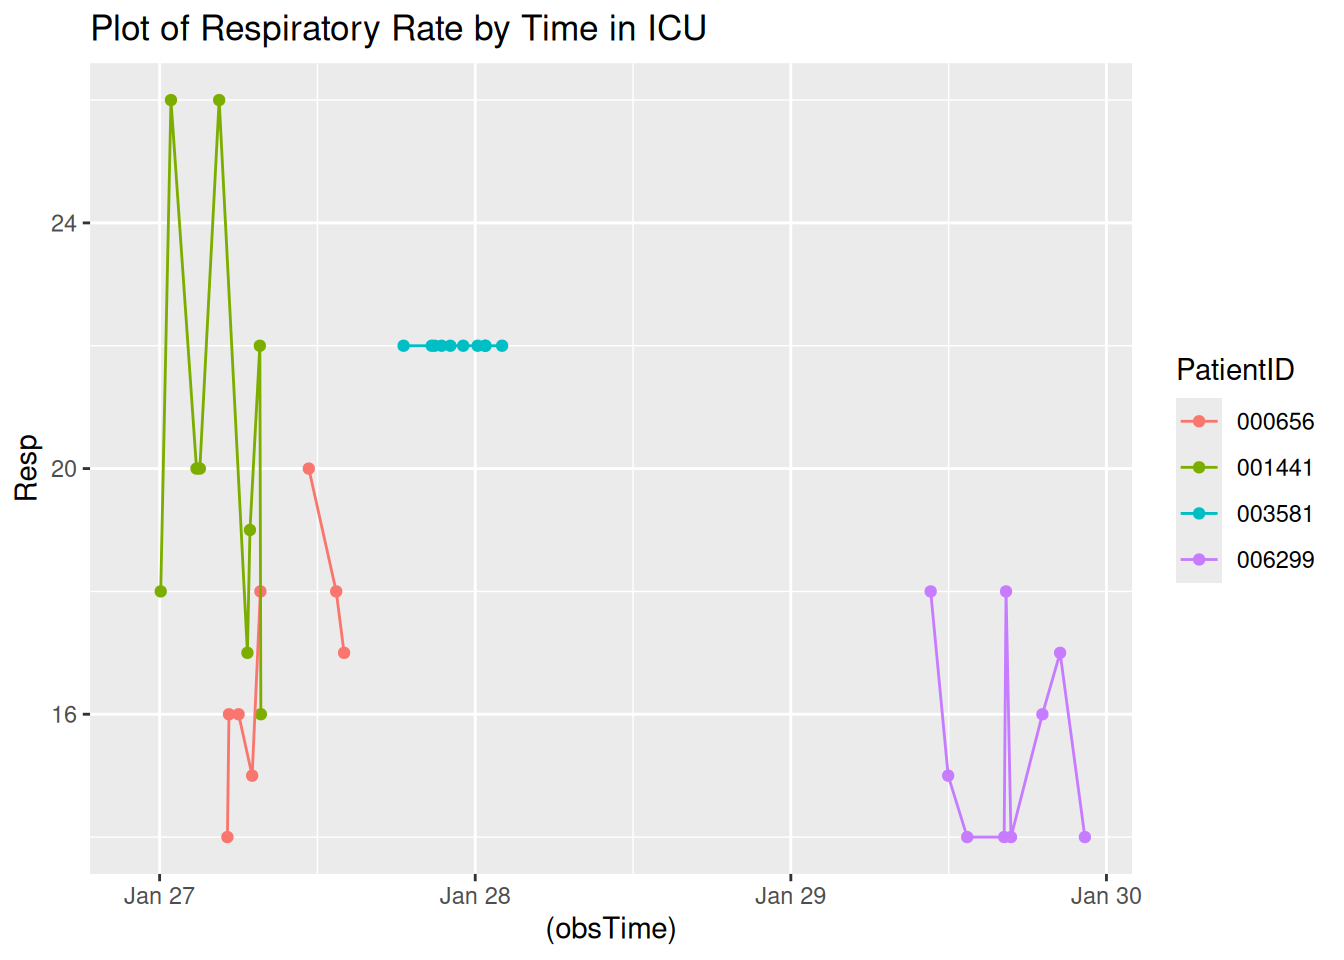 Plot of Respiratory Rate by Time in ICU
24
20
16
Resp
Jan 27
Jan 28
Jan 29
Jan 30
(obsTime)
PatientID
000656
001441
003581
006299